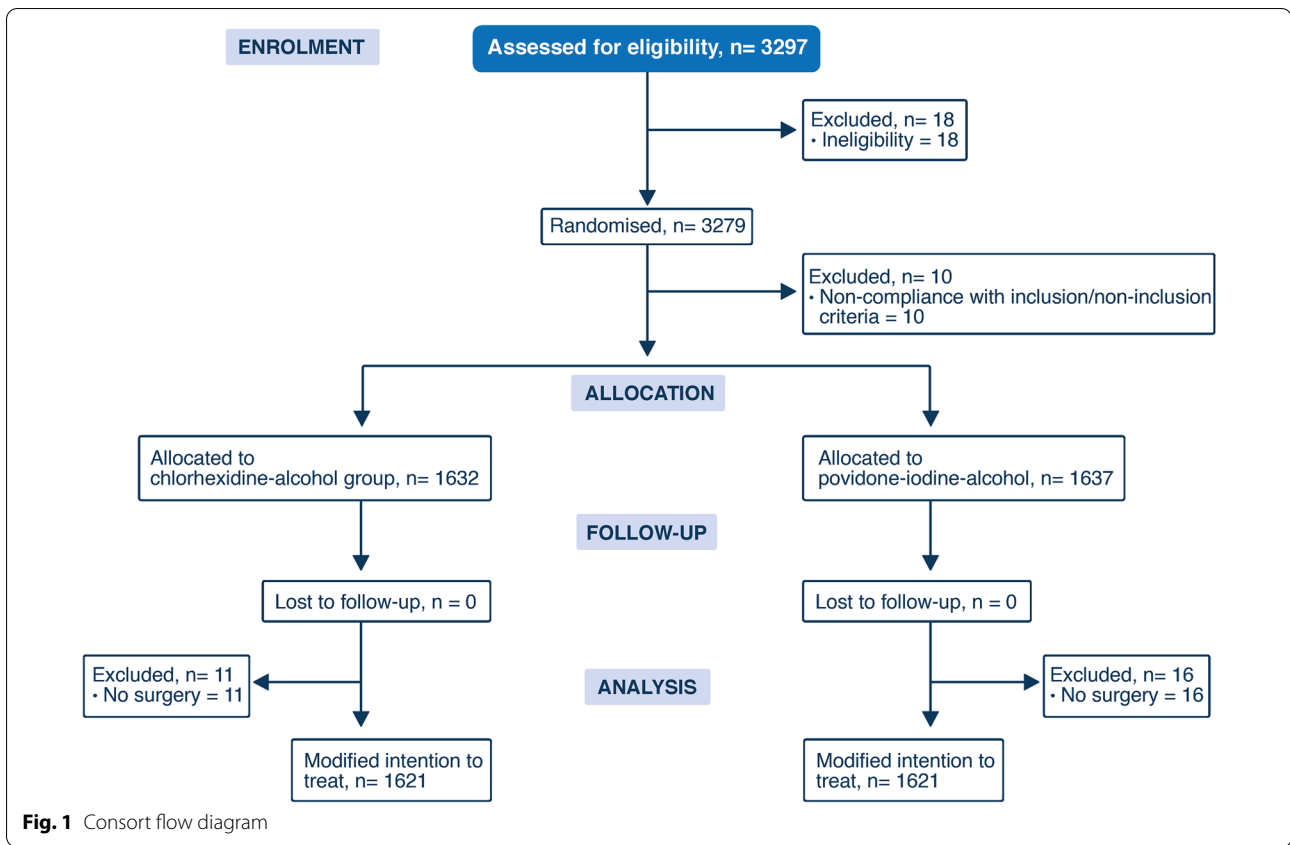 ENROLMENT
Assessed for eligibility, n= 3297
Excluded, n= 18
• Ineligibility = 18
Randomised, n= 3279
Excluded, n= 10
• Non-compliance with inclusion/non-inclusion
criteria = 10
ALLOCATION
Allocated to
chlorhexidine-alcohol group, n= 1632
Allocated to
povidone-iodine-alcohol, n= 1637
FOLLOW-UP
Lost to follow-up, n = 0
Lost to follow-up, n = 0
Excluded, n= 11
• No surgery = 11
ANALYSIS
Excluded, n= 16
• No surgery = 16
Modified intention to
treat, n= 1621
Modified intention to
treat, n= 1621
Fig. 1 Consort flow diagram